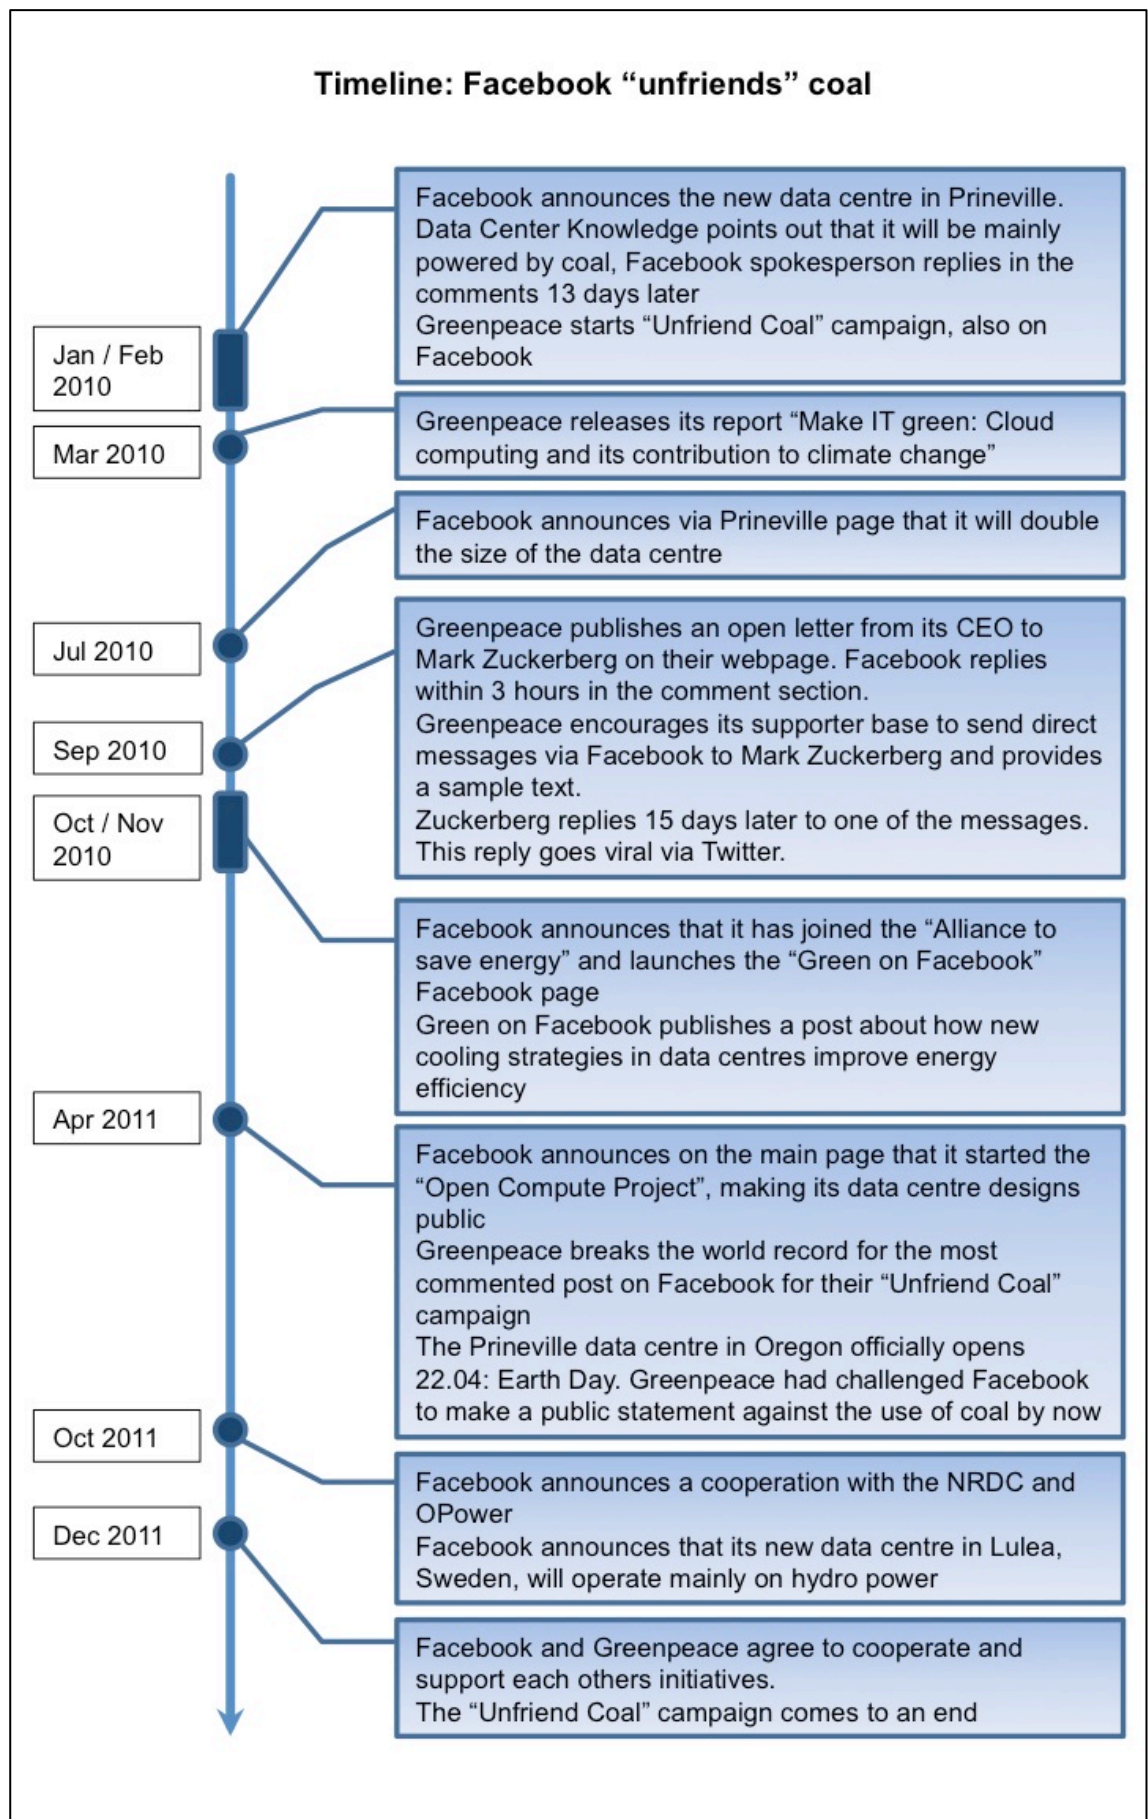 Timeline: Facebook “unfriends” coal
Jan / Feb
2010
Facebook announces the new data centre in Prineville.
Data Center Knowledge points out that it will be mainly
powered by coal, Facebook spokesperson replies in the
comments 13 days later
Greenpeace starts “Unfriend Coal” campaign, also on
Facebook
Mar 2010
Greenpeace releases its report “Make IT green: Cloud
computing and its contribution to climate change”
Jul 2010
Facebook announces via Prineville page that it will double
the size of the data centre
Sep 2010
Greenpeace publishes an open letter from its CEO to
Mark Zuckerberg on their webpage. Facebook replies
within 3 hours in the comment section.
Greenpeace encourages its supporter base to send direct
messages via Facebook to Mark Zuckerberg and provides
a sample text.
Zuckerberg replies 15 days later to one of the messages.
This reply goes viral via Twitter.
Oct / Nov
2010
Facebook announces that it has joined the “Alliance to
save energy” and launches the “Green on Facebook”
Facebook page
Green on Facebook publishes a post about how new
cooling strategies in data centres improve energy
efficiency
Apr 2011
Facebook announces on the main page that it started the
“Open Compute Project”, making its data centre designs
public
Greenpeace breaks the world record for the most
commented post on Facebook for their “Unfriend Coal”
campaign
The Prineville data centre in Oregon officially opens
22.04: Earth Day. Greenpeace had challenged Facebook
to make a public statement against the use of coal by now
Oct 2011
Facebook announces a cooperation with the NRDC and
OPower
Facebook announces that its new data centre in Lulea,
Sweden, will operate mainly on hydro power
Dec 2011
Facebook and Greenpeace agree to cooperate and
support each others initiatives.
The “Unfriend Coal” campaign comes to an end